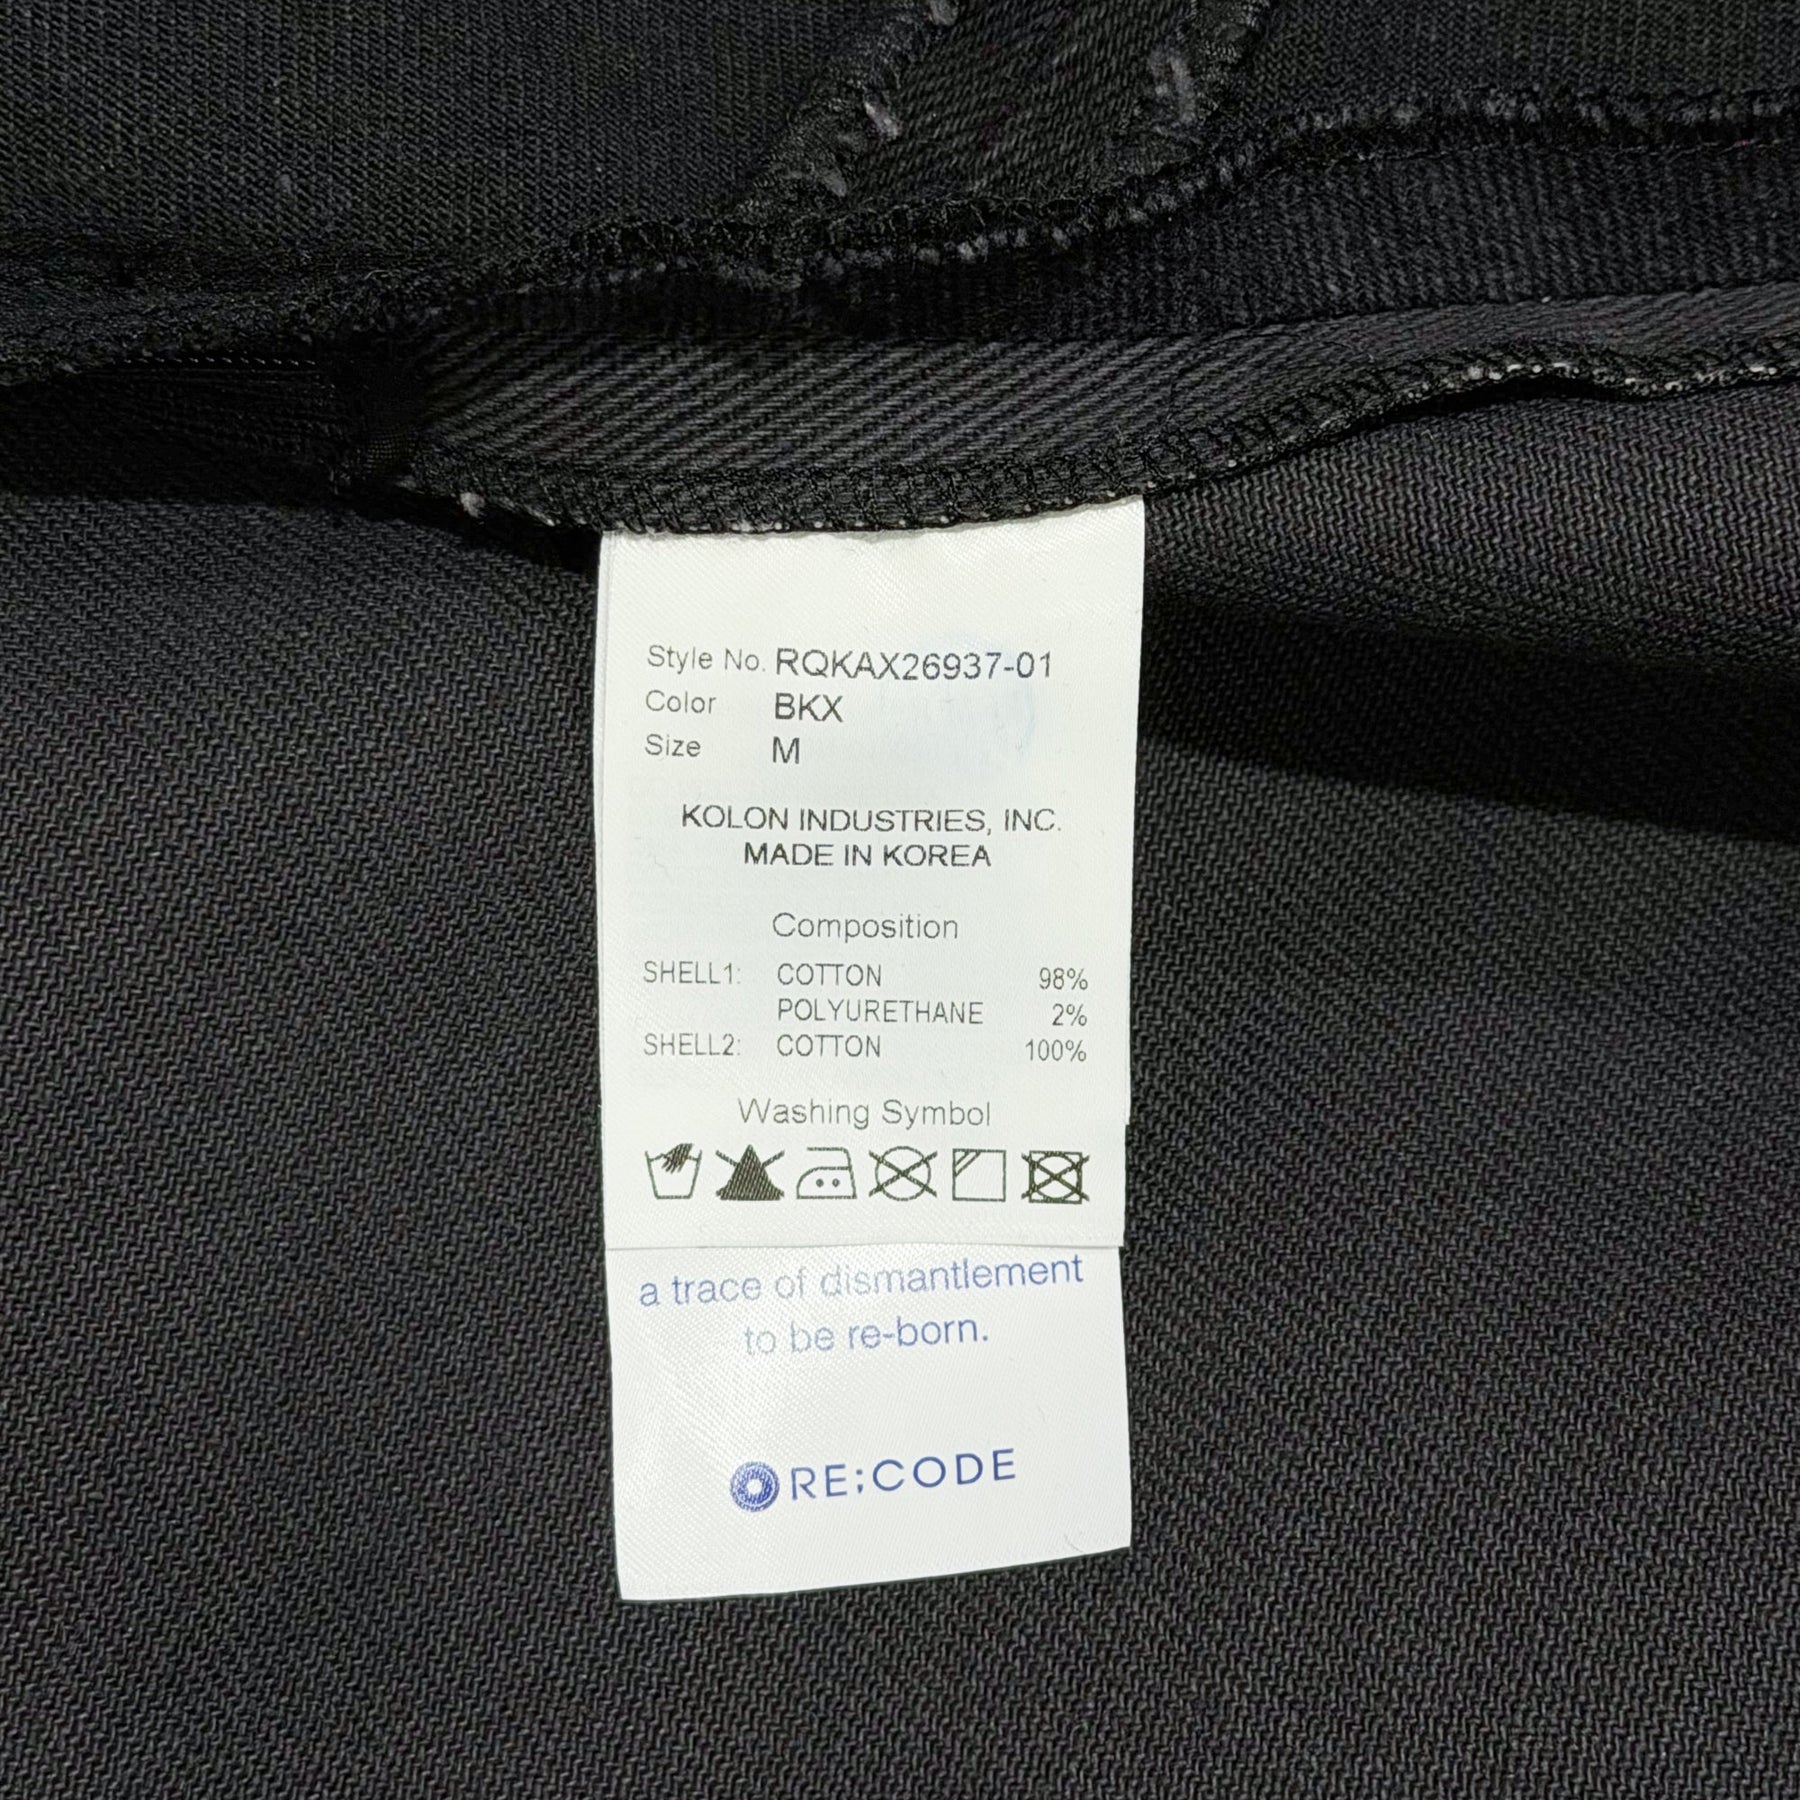 Style No. RQKAX26937-01
Color BKX
Size M
KOLON INDUSTRIES, INC.
MADE IN KOREA
Composition
SHELL1: COTTON 98%
POLYURETHANE 2%
SHELL2: COTTON 100%
Washing Symbol
a trace of dismantlement
to be re-born.
RE;CODE